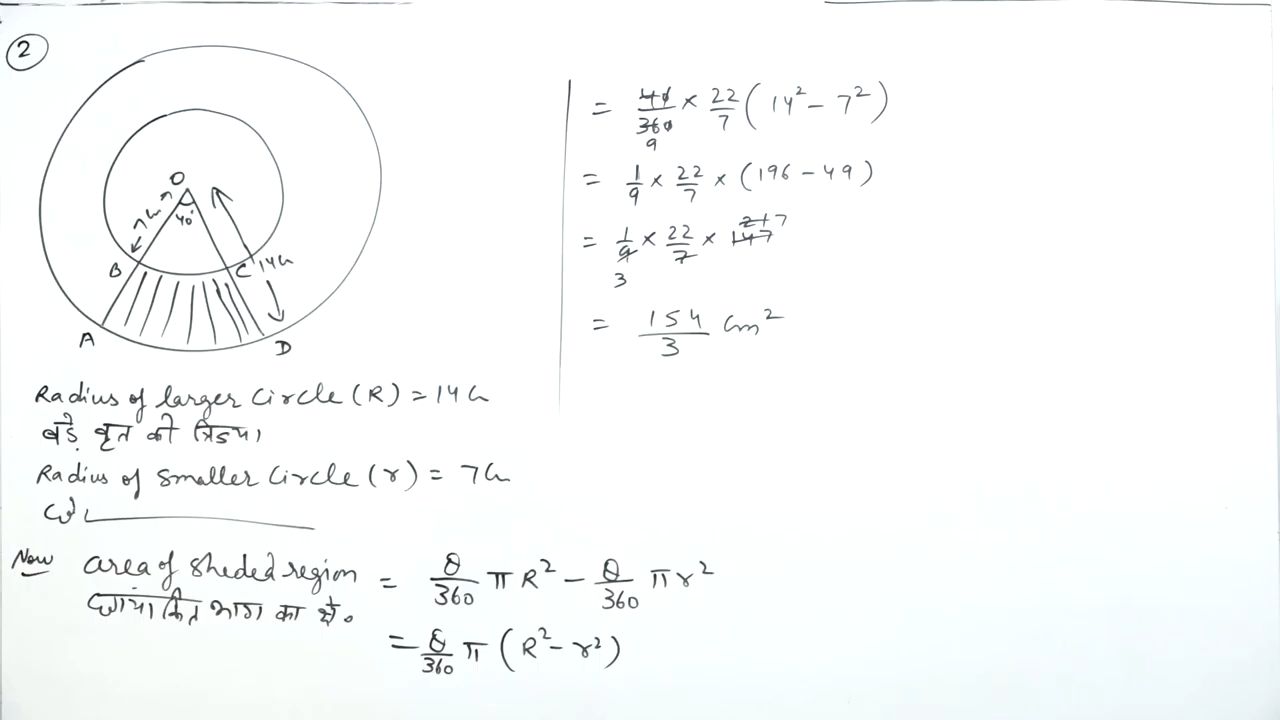 2
O
7cm
40°
B
C
14cm
A
D
Radius of larger Circle (R) = 14cm
बड़े वृत की त्रिज्या
Radius of smaller Circle (r) = 7cm
Now area of sheded region = θ/360 πR² − θ/360 πr²
छायांकित भाग का क्षे॰
= θ/360 π (R² − r²)
= 40/360 9 × 22/7 (14² − 7²)
= 1/9 × 22/7 × (196 − 49)
= 1/9 3 × 22/7 × 147 21 7
= 154/3 cm²